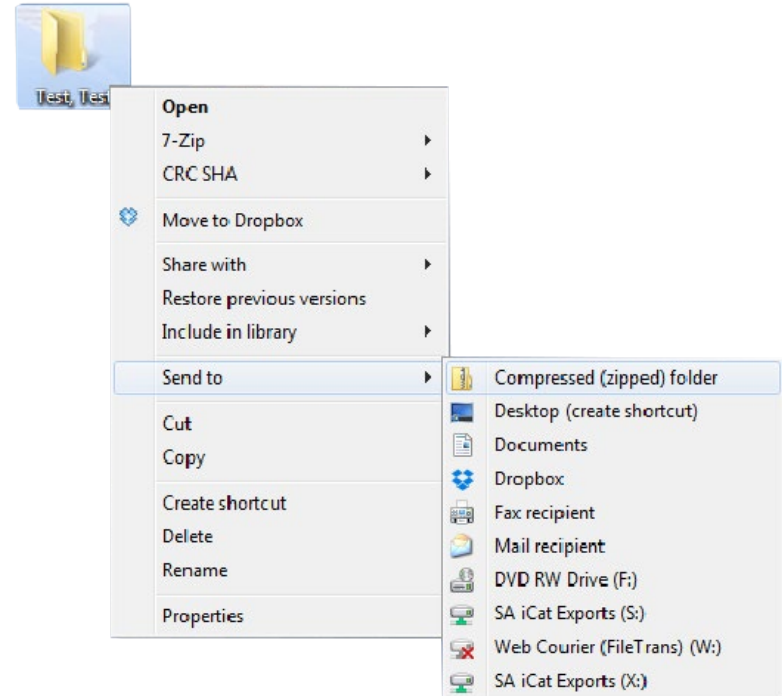 Test, Test
Open
7-Zip
CRC SHA
Move to Dropbox
Share with
Restore previous versions
Include in library
Send to
Cut
Copy
Create shortcut
Delete
Rename
Properties
Compressed (zipped) folder
Desktop (create shortcut)
Documents
Dropbox
Fax recipient
Mail recipient
DVD RW Drive (F:)
SA iCat Exports (S:)
Web Courier (FileTrans) (W:)
SA iCat Exports (X:)